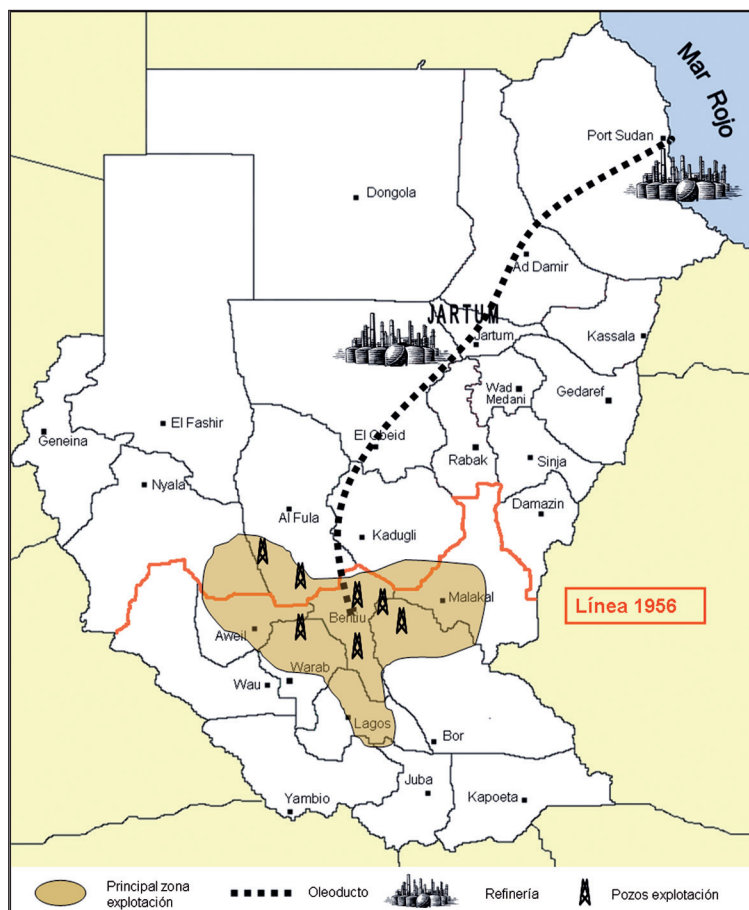 Mar Rojo
Port Sudan
Dongola
Ad Damir
JARTUM
Jartum
Kassala
Wad
Medani
Gedaref
El Fashir
Geneina
El Obeid
Rabak
Sinja
Nyala
Al Fula
Damazin
Kadugli
Línea 1956
Malakal
Bentiu
Aweil
Warab
Wau
Lagos
Bor
Juba
Kapoeta
Yambio
Principal zona
explotación
Oleoducto
Refinería
Pozos explotación